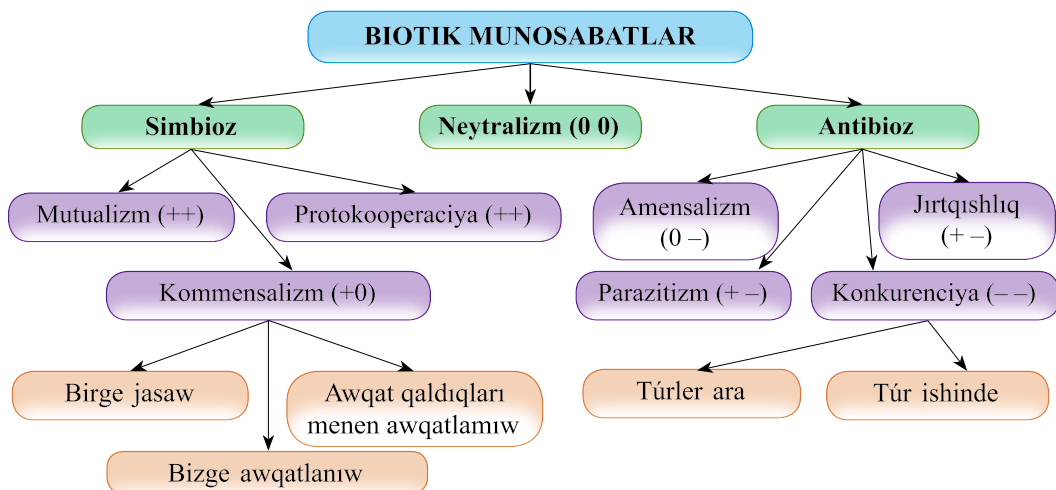 BIOTIK MUNOSABATLAR
Simbioz
Neytralizm (0 0)
Antibioz
Mutualizm (++)
Protokooperaciya (++)
Amensalizm
(0 –)
Jırtqıshlıq
(+ –)
Kommensalizm (+0)
Parazitizm (+ –)
Konkurenciya (– –)
Birge jasaw
Awqat qaldıqları
menen awqatlamıw
Túrler ara
Túr ishinde
Bizge awqatlanıw